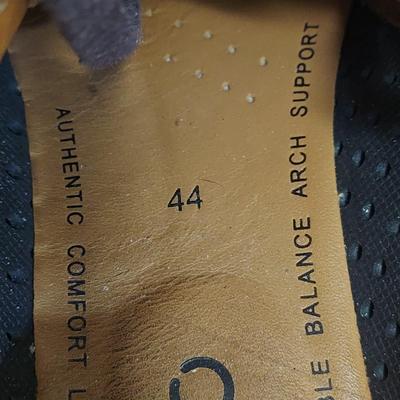 AUTHENTIC COMFORT
44
BALANCE ARCH SUPPORT